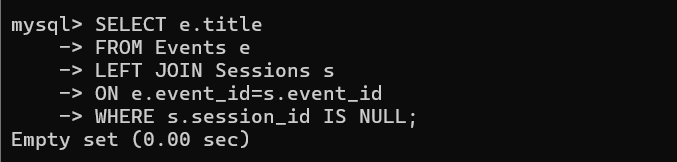 mysql> SELECT e.title
    -> FROM Events e
    -> LEFT JOIN Sessions s
    -> ON e.event_id=s.event_id
    -> WHERE s.session_id IS NULL;
Empty set (0.00 sec)